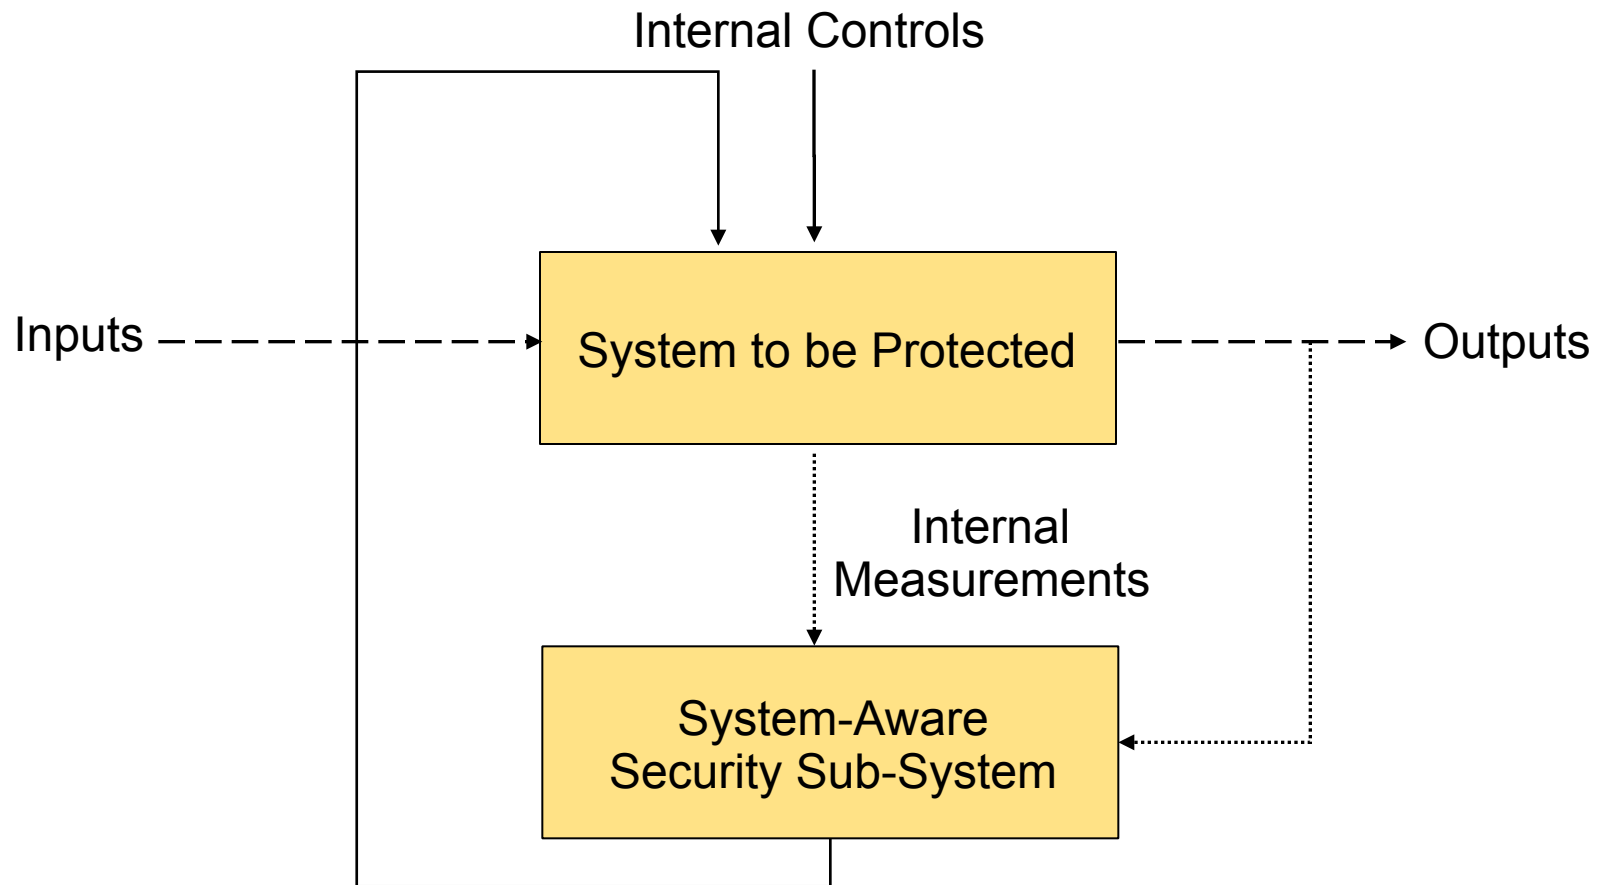 Internal Controls
Inputs
System to be Protected
Outputs
Internal
Measurements
System-Aware
Security Sub-System